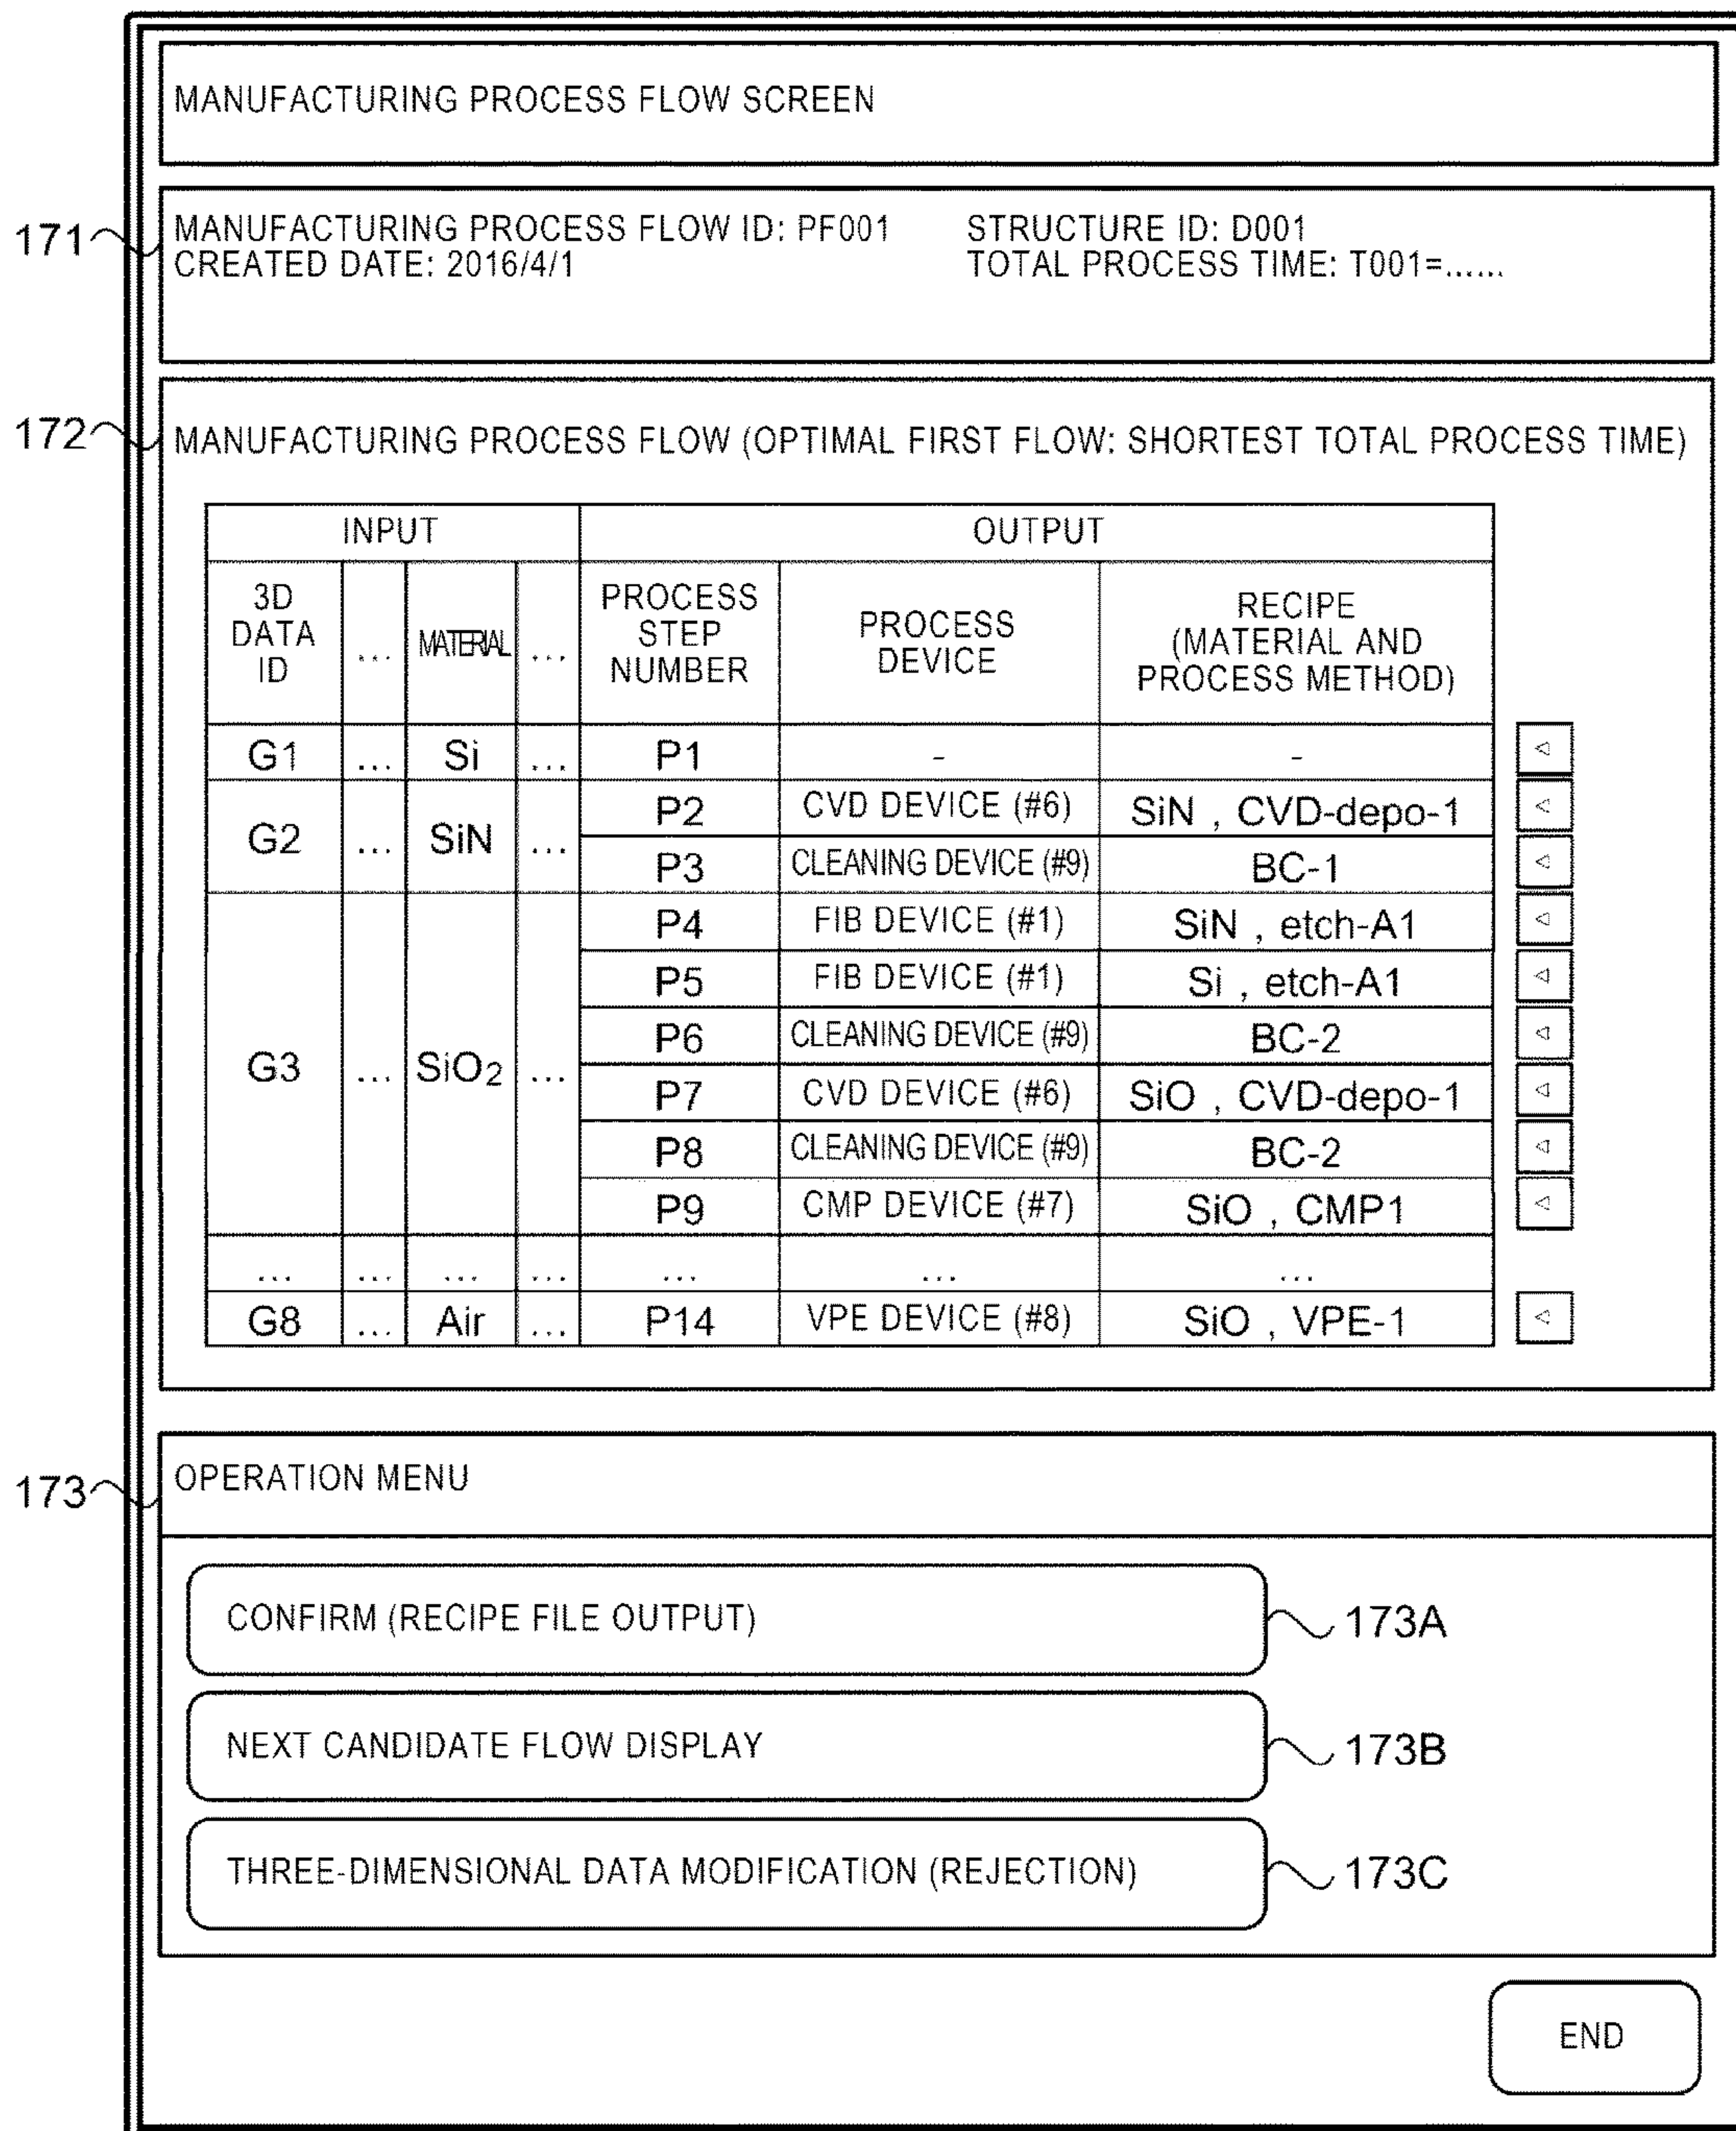 MANUFACTURING PROCESS FLOW SCREEN
171
MANUFACTURING PROCESS FLOW ID: PF001 STRUCTURE ID: D001
CREATED DATE: 2016/4/1 TOTAL PROCESS TIME: T001=......
172
MANUFACTURING PROCESS FLOW (OPTIMAL FIRST FLOW: SHORTEST TOTAL PROCESS TIME)
INPUT OUTPUT
3D DATA ID ... MATERIAL ... PROCESS STEP NUMBER PROCESS DEVICE RECIPE (MATERIAL AND PROCESS METHOD)
G1 ... Si ... P1 - - ◁
G2 ... SiN ... P2 CVD DEVICE (#6) SiN , CVD-depo-1 ◁
P3 CLEANING DEVICE (#9) BC-1 ◁
G3 ... SiO₂ ... P4 FIB DEVICE (#1) SiN , etch-A1 ◁
P5 FIB DEVICE (#1) Si , etch-A1 ◁
P6 CLEANING DEVICE (#9) BC-2 ◁
P7 CVD DEVICE (#6) SiO , CVD-depo-1 ◁
P8 CLEANING DEVICE (#9) BC-2 ◁
P9 CMP DEVICE (#7) SiO , CMP1 ◁
... ... ... ... ... ... ...
G8 ... Air ... P14 VPE DEVICE (#8) SiO , VPE-1 ◁
173
OPERATION MENU
CONFIRM (RECIPE FILE OUTPUT) 173A
NEXT CANDIDATE FLOW DISPLAY 173B
THREE-DIMENSIONAL DATA MODIFICATION (REJECTION) 173C
END